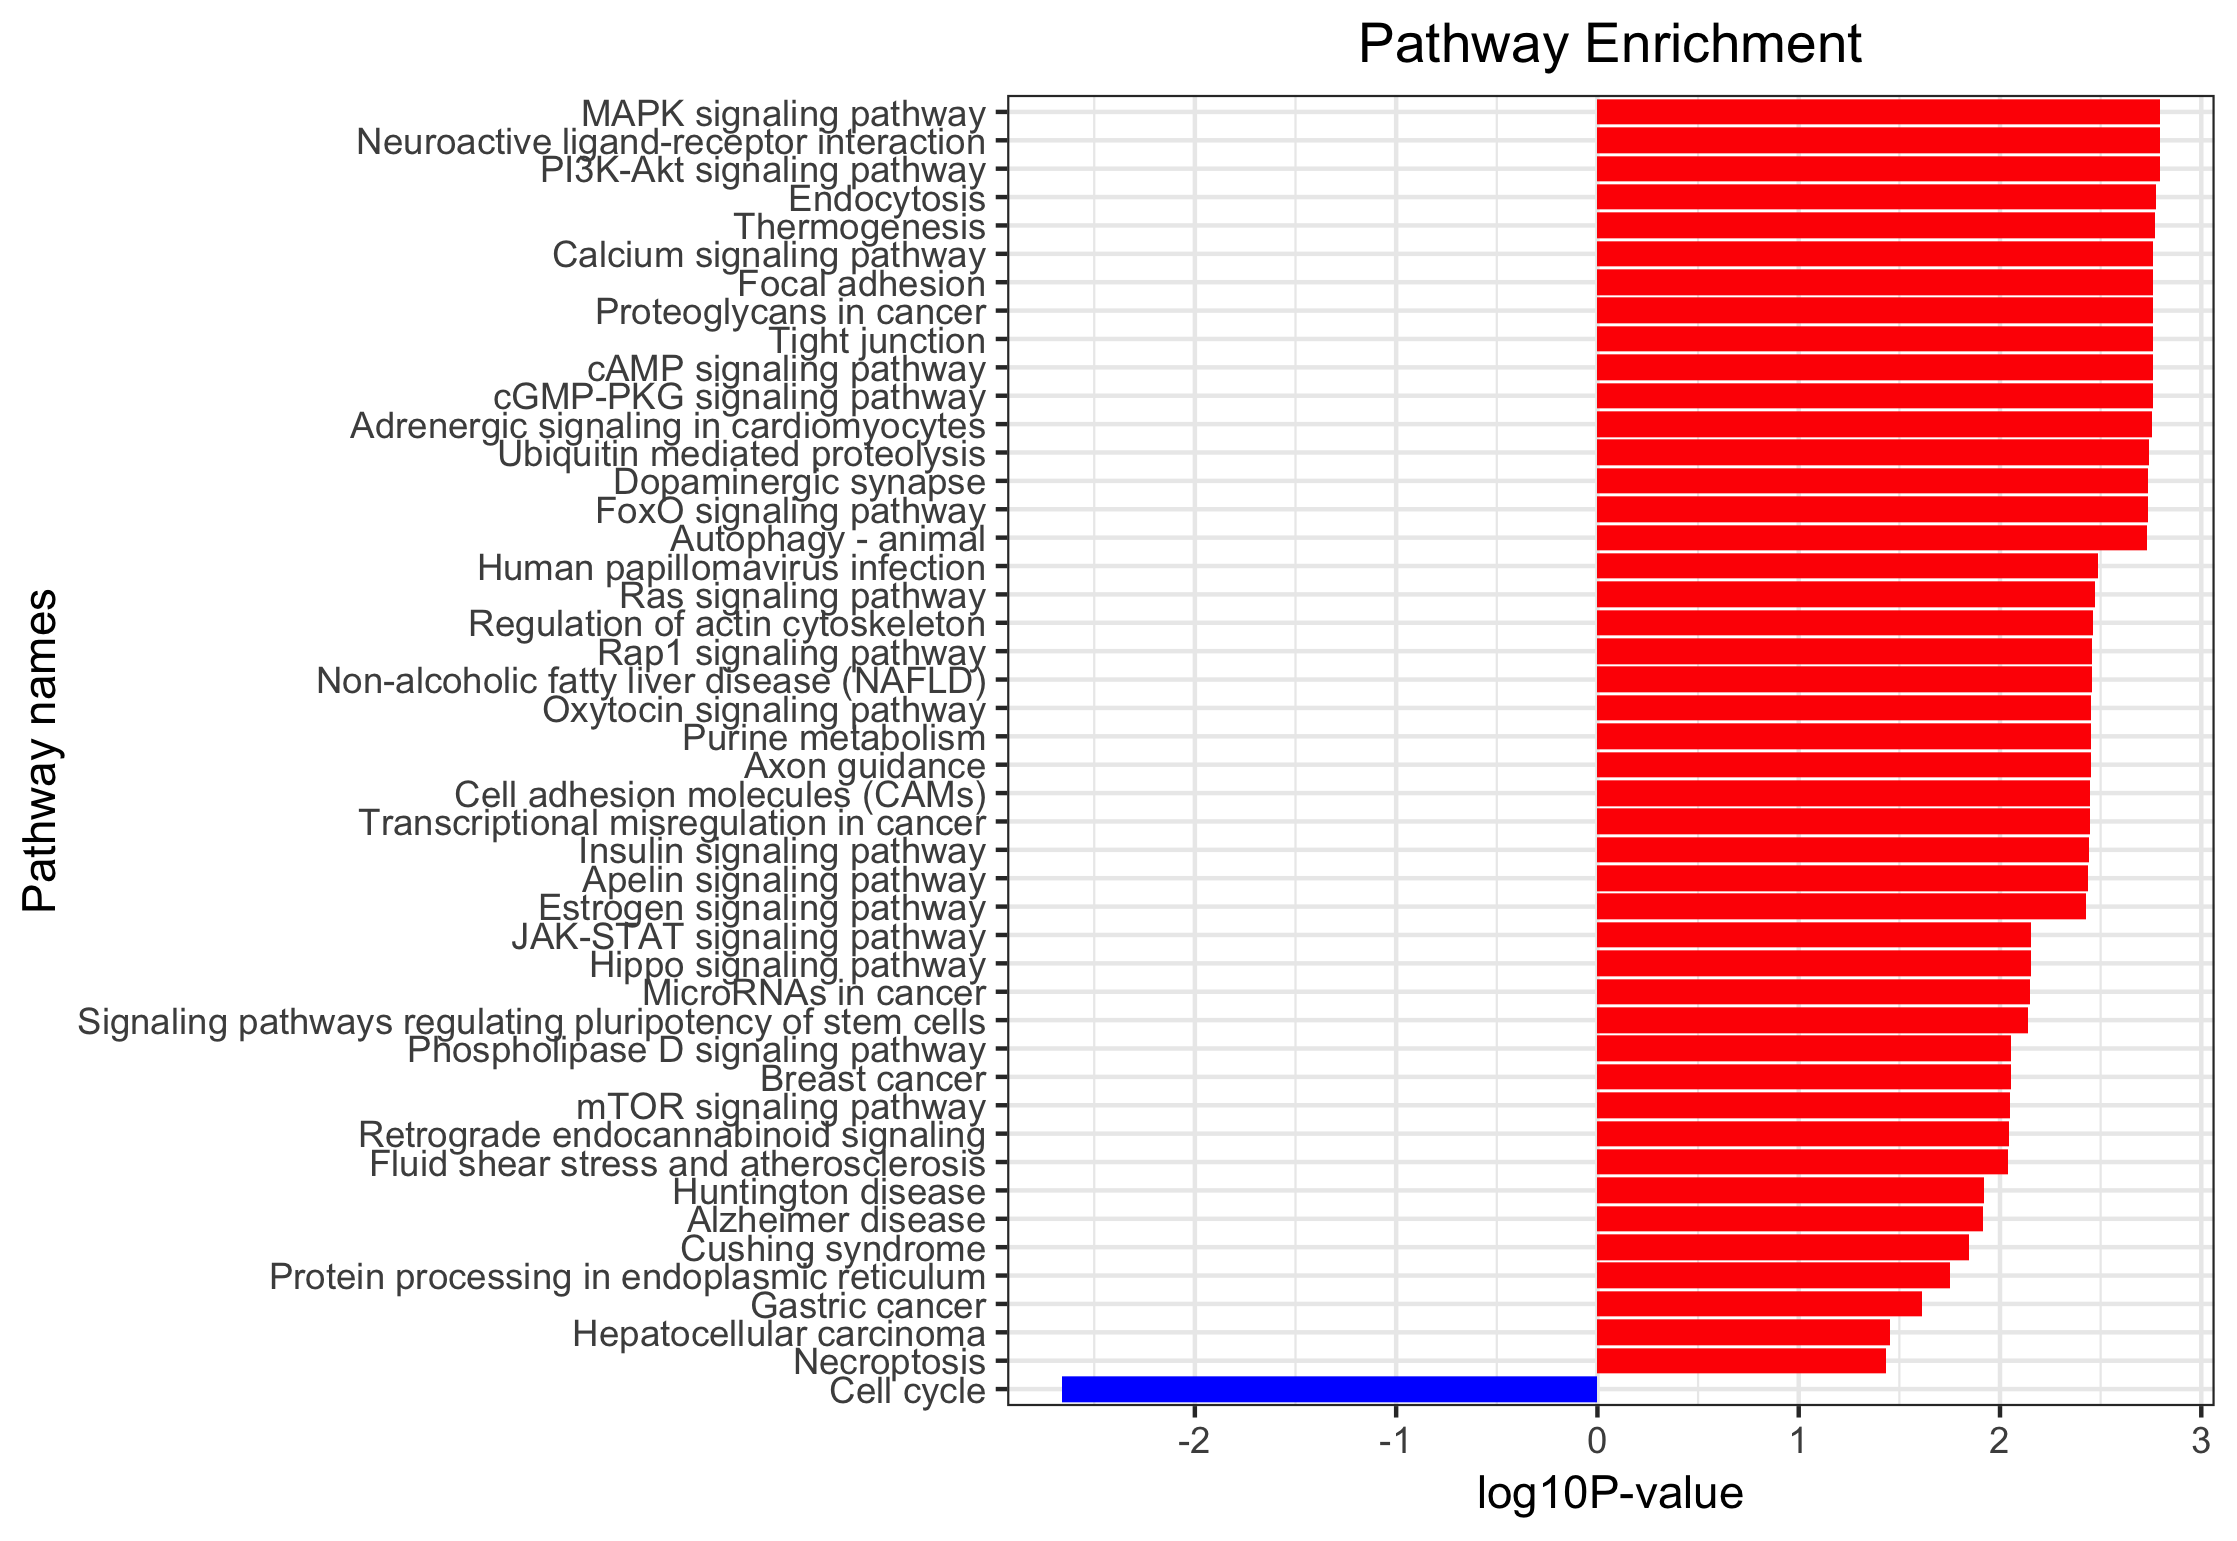 Pathway Enrichment
Pathway names
MAPK signaling pathway
Neuroactive ligand-receptor interaction
PI3K-Akt signaling pathway
Endocytosis
Thermogenesis
Calcium signaling pathway
Focal adhesion
Proteoglycans in cancer
Tight junction
cAMP signaling pathway
cGMP-PKG signaling pathway
Adrenergic signaling in cardiomyocytes
Ubiquitin mediated proteolysis
Dopaminergic synapse
FoxO signaling pathway
Autophagy - animal
Human papillomavirus infection
Ras signaling pathway
Regulation of actin cytoskeleton
Rap1 signaling pathway
Non-alcoholic fatty liver disease (NAFLD)
Oxytocin signaling pathway
Purine metabolism
Axon guidance
Cell adhesion molecules (CAMs)
Transcriptional misregulation in cancer
Insulin signaling pathway
Apelin signaling pathway
Estrogen signaling pathway
JAK-STAT signaling pathway
Hippo signaling pathway
MicroRNAs in cancer
Signaling pathways regulating pluripotency of stem cells
Phospholipase D signaling pathway
Breast cancer
mTOR signaling pathway
Retrograde endocannabinoid signaling
Fluid shear stress and atherosclerosis
Huntington disease
Alzheimer disease
Cushing syndrome
Protein processing in endoplasmic reticulum
Gastric cancer
Hepatocellular carcinoma
Necroptosis
Cell cycle
-2 -1 0 1 2 3
log10P-value